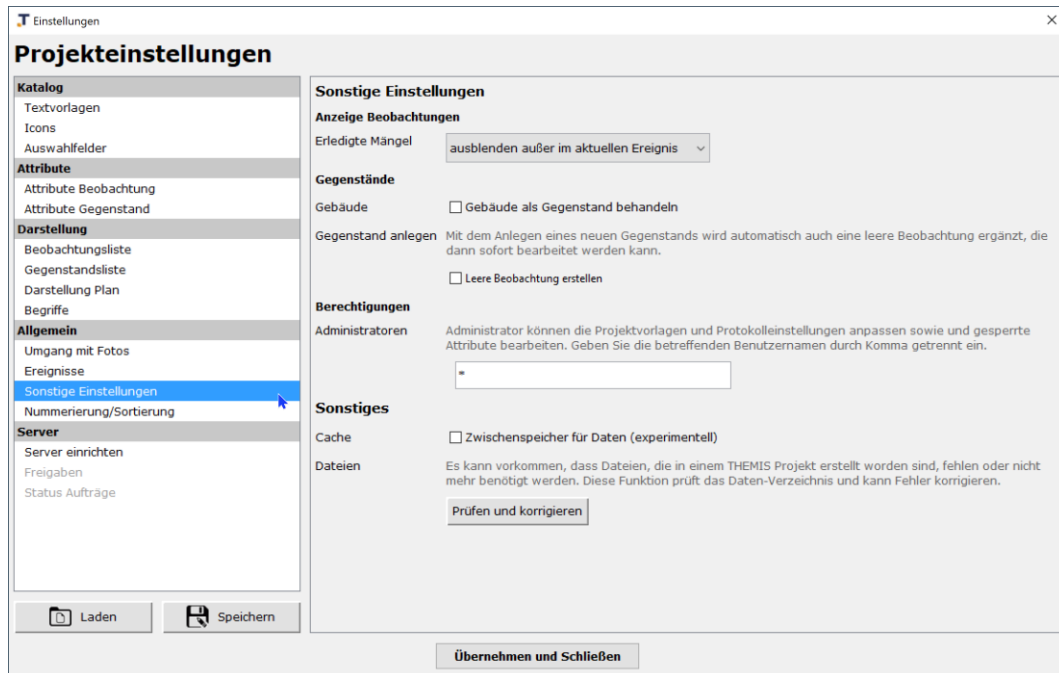 Einstellungen
Projekteinstellungen
Katalog
Textvorlagen
Icons
Auswahlfelder
Attribute
Attribute Beobachtung
Attribute Gegenstand
Darstellung
Beobachtungsliste
Gegenstandsliste
Darstellung Plan
Begriffe
Allgemein
Umgang mit Fotos
Ereignisse
Sonstige Einstellungen
Nummerierung/Sortierung
Server
Server einrichten
Freigaben
Status Aufträge
Laden
Speichern
Sonstige Einstellungen
Anzeige Beobachtungen
Erledigte Mängel
ausblenden außer im aktuellen Ereignis
Gegenstände
Gebäude
Gebäude als Gegenstand behandeln
Gegenstand anlegen
Mit dem Anlegen eines neuen Gegenstands wird automatisch auch eine leere Beobachtung ergänzt, die
dann sofort bearbeitet werden kann.
Leere Beobachtung erstellen
Berechtigungen
Administratoren
Administrator können die Projektvorlagen und Protokolleinstellungen anpassen sowie und gesperrte
Attribute bearbeiten. Geben Sie die betreffenden Benutzernamen durch Komma getrennt ein.
Sonstiges
Cache
Zwischenspeicher für Daten (experimentell)
Dateien
Es kann vorkommen, dass Dateien, die in einem THEMIS Projekt erstellt worden sind, fehlen oder nicht
mehr benötigt werden. Diese Funktion prüft das Daten-Verzeichnis und kann Fehler korrigieren.
Prüfen und korrigieren
Übernehmen und Schließen